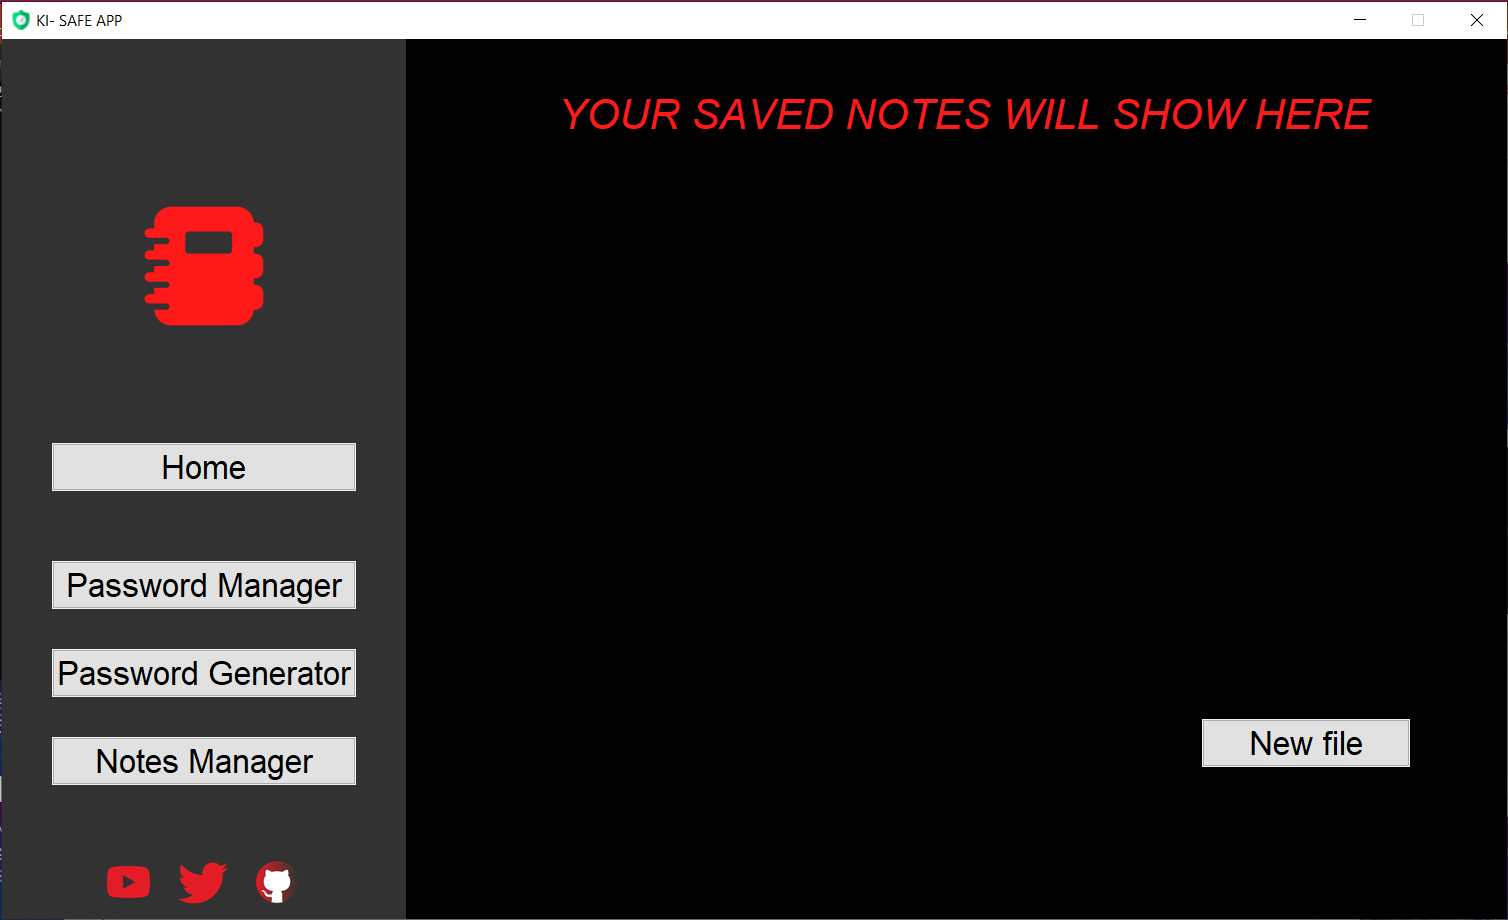 KI- SAFE APP
YOUR SAVED NOTES WILL SHOW HERE
Home
Password Manager
Password Generator
Notes Manager
New file